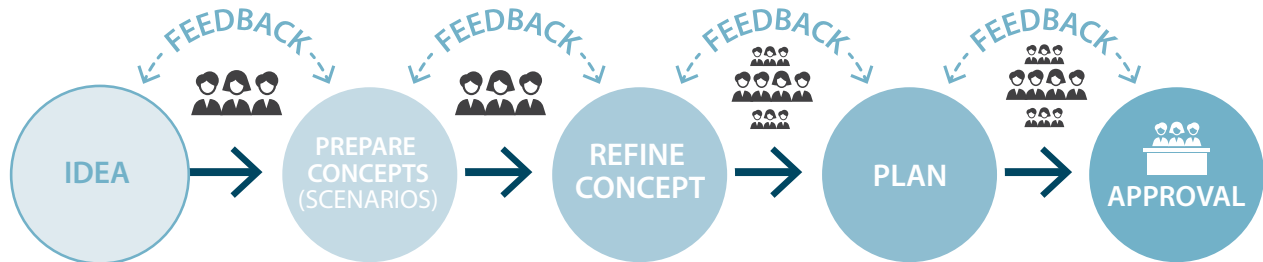 FEEDBACK
FEEDBACK
FEEDBACK
FEEDBACK
IDEA
PREPARE
CONCEPTS
(SCENARIOS)
REFINE
CONCEPT
PLAN
APPROVAL